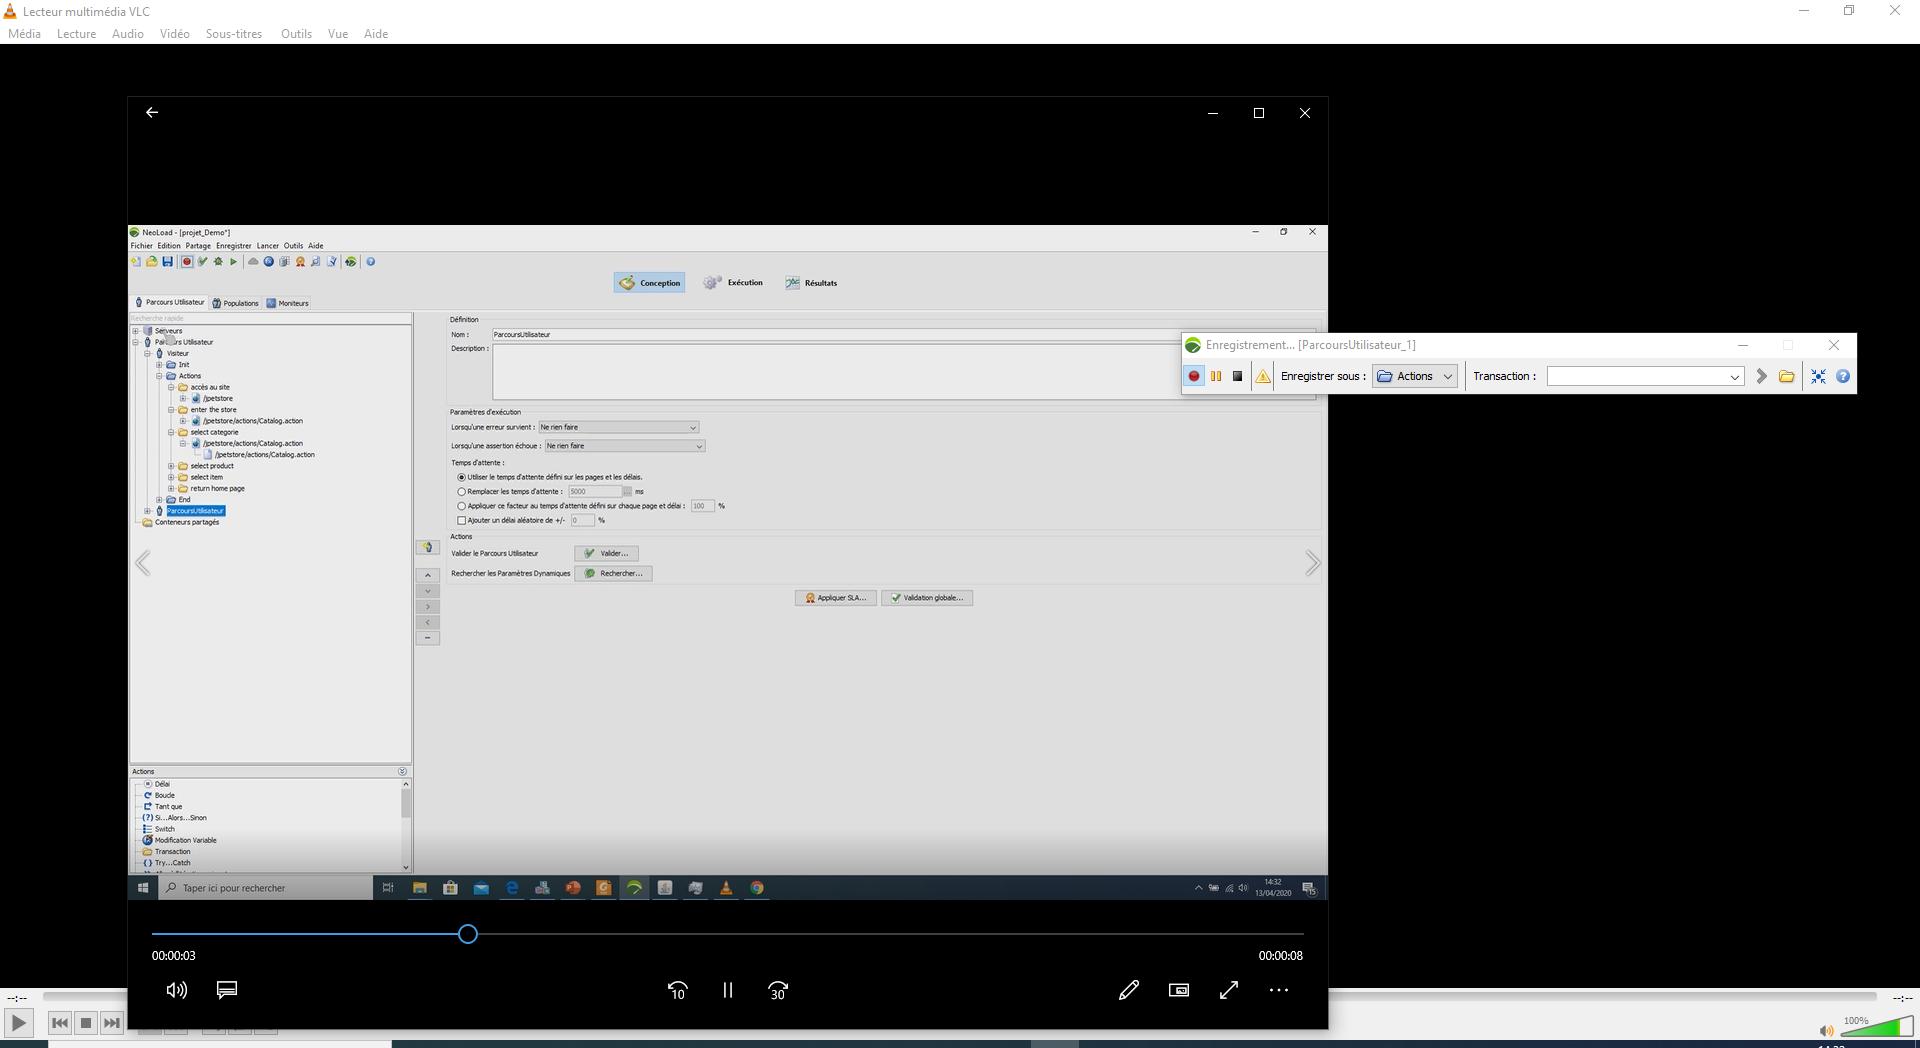 Lecteur multimédia VLC
Média Lecture Audio Vidéo Sous-titres Outils Vue Aide
NeoLoad - [projet_Demo*]
Fichier Edition Partage Enregistrer Lancer Outils Aide
Conception Exécution Résultats
Parcours Utilisateur Populations Moniteurs
Recherche rapide
Serveurs
Parcours Utilisateur
Visiteur
Init
Actions
accès au site
/petstore
enter the store
/petstore/actions/Catalog.action
select categorie
/petstore/actions/Catalog.action
/petstore/actions/Catalog.action
select product
select item
return home page
End
ParcoursUtilisateur
Conteneurs partagés
Définition
Nom : ParcoursUtilisateur
Description :
Paramètres d'exécution
Lorsqu'une erreur survient : Ne rien faire
Lorsqu'une assertion échoue : Ne rien faire
Temps d'attente :
Utiliser le temps d'attente défini sur les pages et les délais.
Remplacer les temps d'attente : 5000 ms
Appliquer ce facteur au temps d'attente défini sur chaque page et délai : 100 %
Ajouter un délai aléatoire de +/- 0 %
Actions
Valider le Parcours Utilisateur Valider...
Rechercher les Paramètres Dynamiques Rechercher...
Appliquer SLA... Validation globale...
Enregistrement... [ParcoursUtilisateur_1]
Enregistrer sous : Actions Transaction :
Actions
Délai
Boucle
Tant que
Si...Alors...Sinon
Switch
Modification Variable
Transaction
Try...Catch
Taper ici pour rechercher
14:32
13/04/2020
15
00:00:03 00:00:08
10 30
--:-- --:--
100%